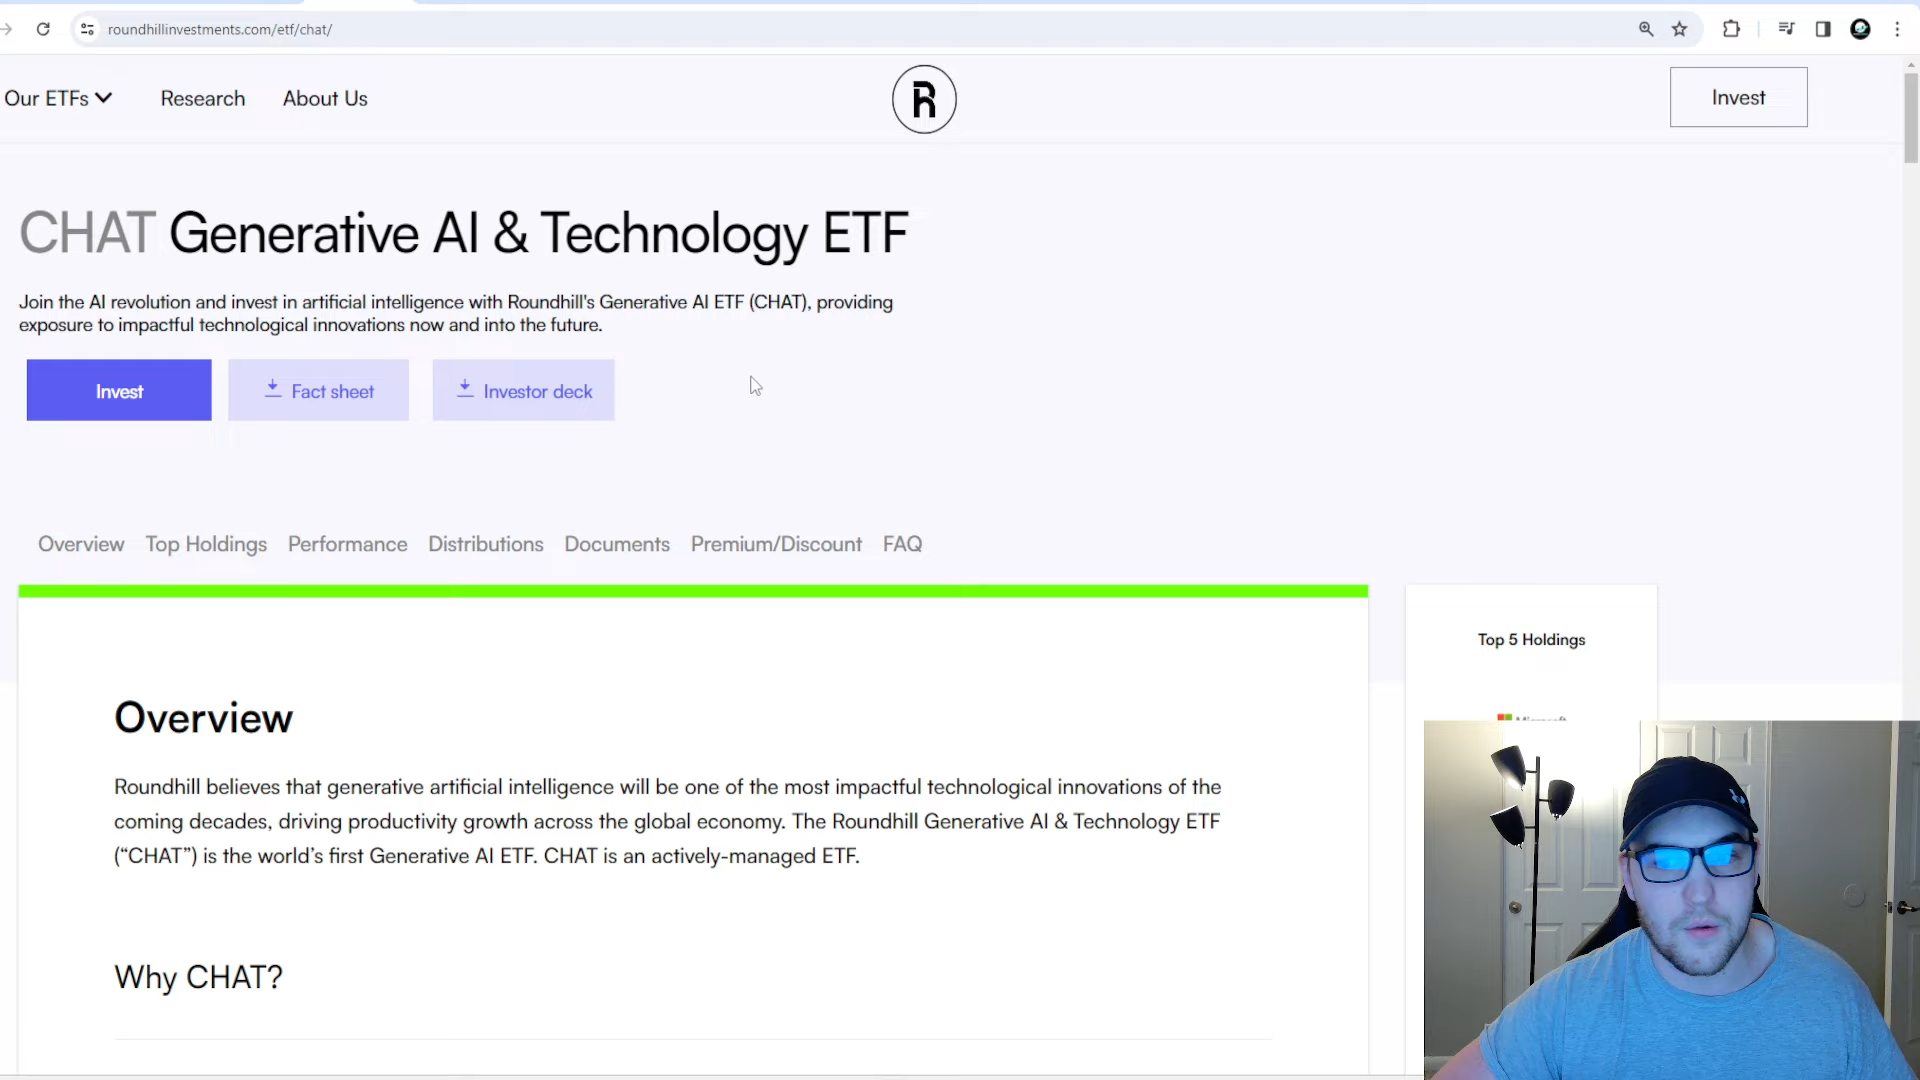 roundhillinvestments.com/etf/chat/
Our ETFs
Research
About Us
R
Invest
CHAT Generative AI & Technology ETF
Join the AI revolution and invest in artificial intelligence with Roundhill's Generative AI ETF (CHAT), providing
exposure to impactful technological innovations now and into the future.
Invest
Fact sheet
Investor deck
Overview
Top Holdings
Performance
Distributions
Documents
Premium/Discount
FAQ
Top 5 Holdings
Microsoft
Overview
Roundhill believes that generative artificial intelligence will be one of the most impactful technological innovations of the
coming decades, driving productivity growth across the global economy. The Roundhill Generative AI & Technology ETF
(“CHAT”) is the world’s first Generative AI ETF. CHAT is an actively-managed ETF.
Why CHAT?